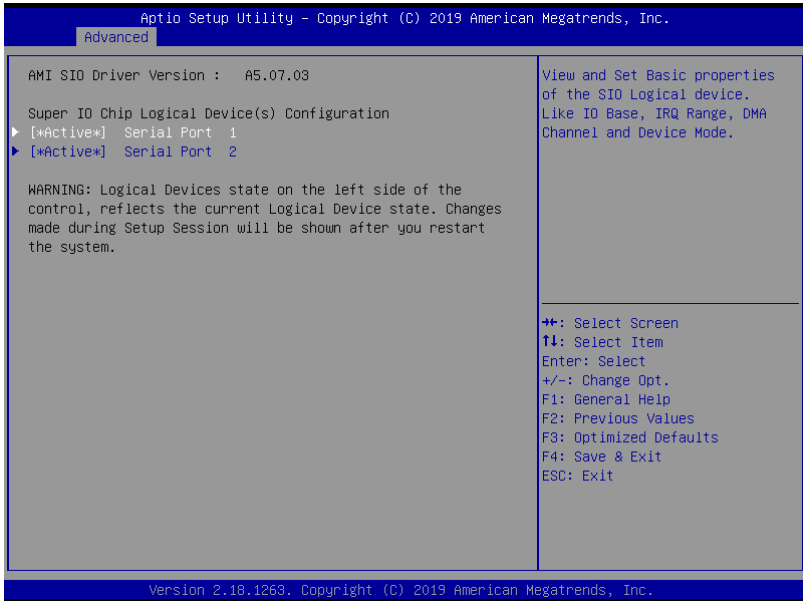 Aptio Setup Utility – Copyright (C) 2019 American Megatrends, Inc.
Advanced
AMI SIO Driver Version :   A5.07.03
Super IO Chip Logical Device(s) Configuration
[*Active*]  Serial Port  1
[*Active*]  Serial Port  2
WARNING: Logical Devices state on the left side of the
control, reflects the current Logical Device state. Changes
made during Setup Session will be shown after you restart
the system.
View and Set Basic properties
of the SIO Logical device.
Like IO Base, IRQ Range, DMA
Channel and Device Mode.
→←: Select Screen
↑↓: Select Item
Enter: Select
+/-: Change Opt.
F1: General Help
F2: Previous Values
F3: Optimized Defaults
F4: Save & Exit
ESC: Exit
Version 2.18.1263. Copyright (C) 2019 American Megatrends, Inc.